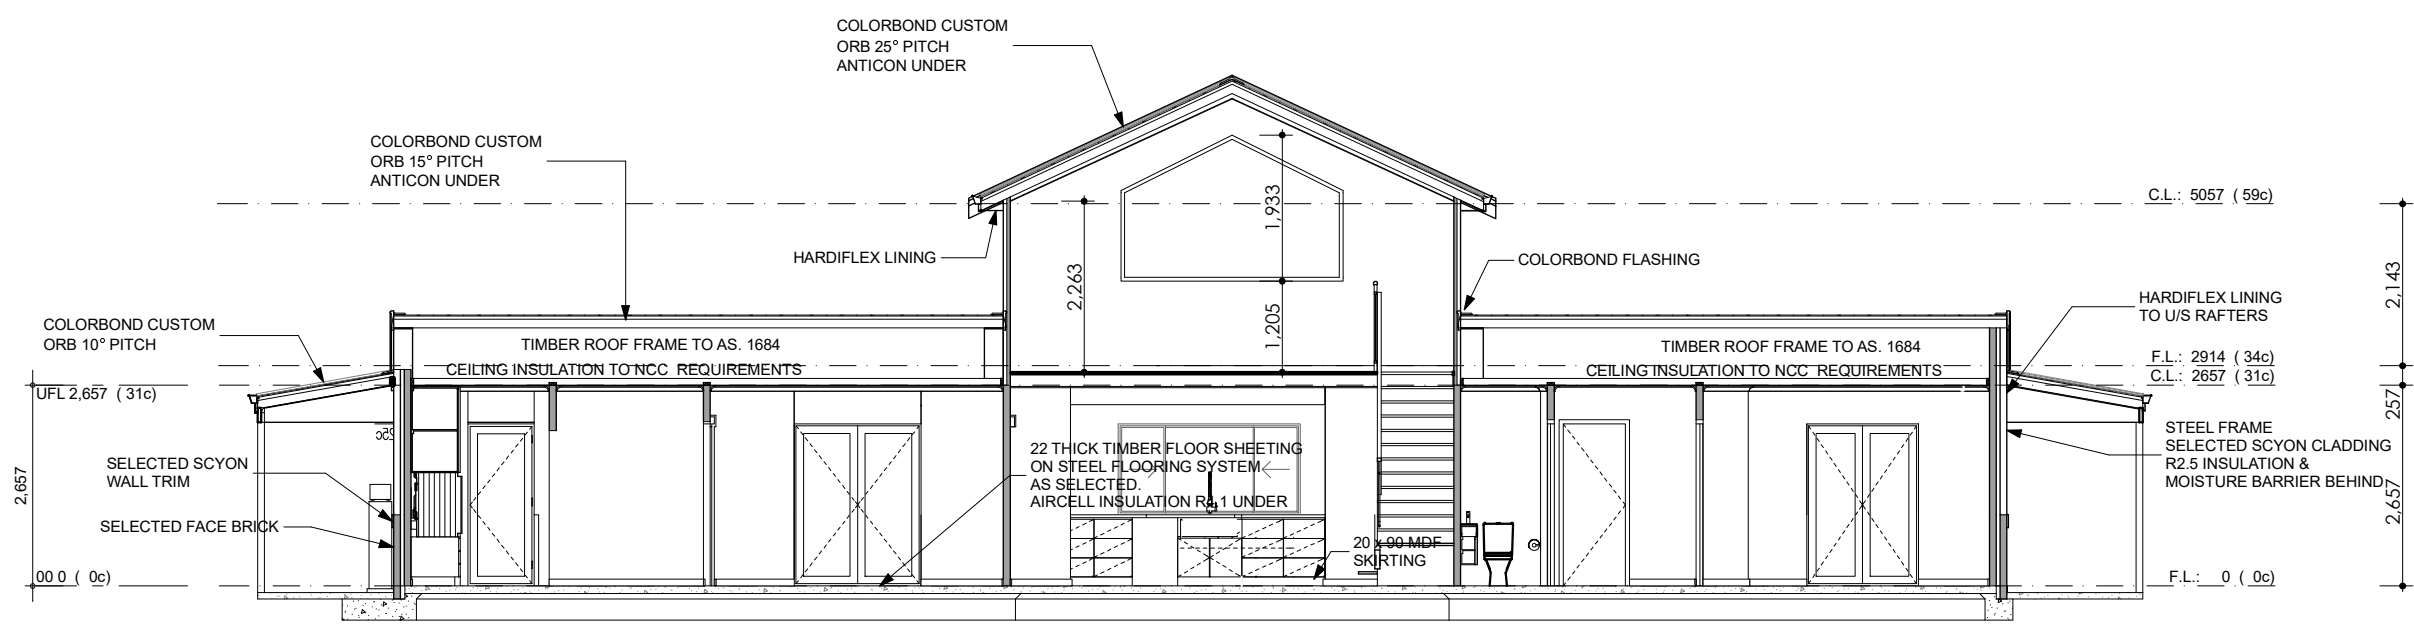 COLORBOND CUSTOM
ORB 25° PITCH
ANTICON UNDER
COLORBOND CUSTOM
ORB 15° PITCH
ANTICON UNDER
C.L.: 5057 ( 59c)
1,933
HARDIFLEX LINING
COLORBOND FLASHING
2,263
2,143
HARDIFLEX LINING
TO U/S RAFTERS
COLORBOND CUSTOM
ORB 10° PITCH
1,205
TIMBER ROOF FRAME TO AS. 1684
CEILING INSULATION TO NCC REQUIREMENTS
TIMBER ROOF FRAME TO AS. 1684
CEILING INSULATION TO NCC REQUIREMENTS
F.L.: 2914 ( 34c)
C.L.: 2657 ( 31c)
UFL 2,657 ( 31c)
257
25c
STEEL FRAME
SELECTED SCYON CLADDING
R2.5 INSULATION &
MOISTURE BARRIER BEHIND
22 THICK TIMBER FLOOR SHEETING
ON STEEL FLOORING SYSTEM
AS SELECTED.
AIRCELL INSULATION R4.1 UNDER
SELECTED SCYON
WALL TRIM
2,657
2,657
SELECTED FACE BRICK
20 x 90 MDF
SKIRTING
00 0 ( 0c)
F.L.: 0 ( 0c)